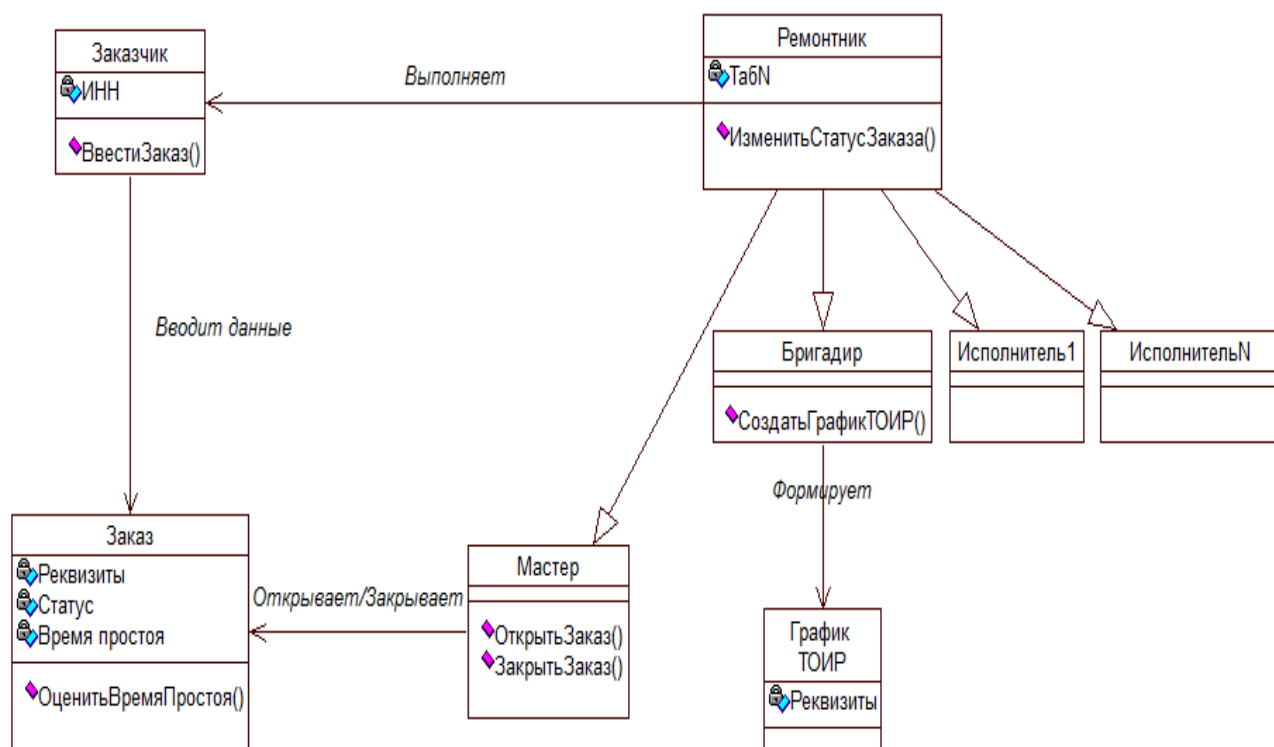 Заказчик
ИНН
ВвестиЗаказ()
Выполняет
Ремонтник
ТабN
ИзменитьСтатусЗаказа()
Вводит данные
Бригадир
СоздатьГрафикТОИР()
Исполнитель1
ИсполнительN
Формирует
Заказ
Реквизиты
Статус
Время простоя
ОценитьВремяПростоя()
Открывает/Закрывает
Мастер
ОткрытьЗаказ()
ЗакрытьЗаказ()
График
ТОИР
Реквизиты